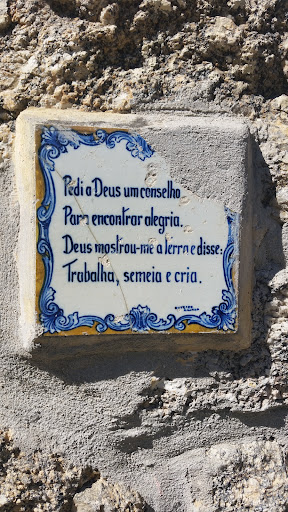 Pedi a Deus um conselho
Para encontrar alegria.
Deus mostrou-me a terra e disse:
Trabalha, semeia e cria.